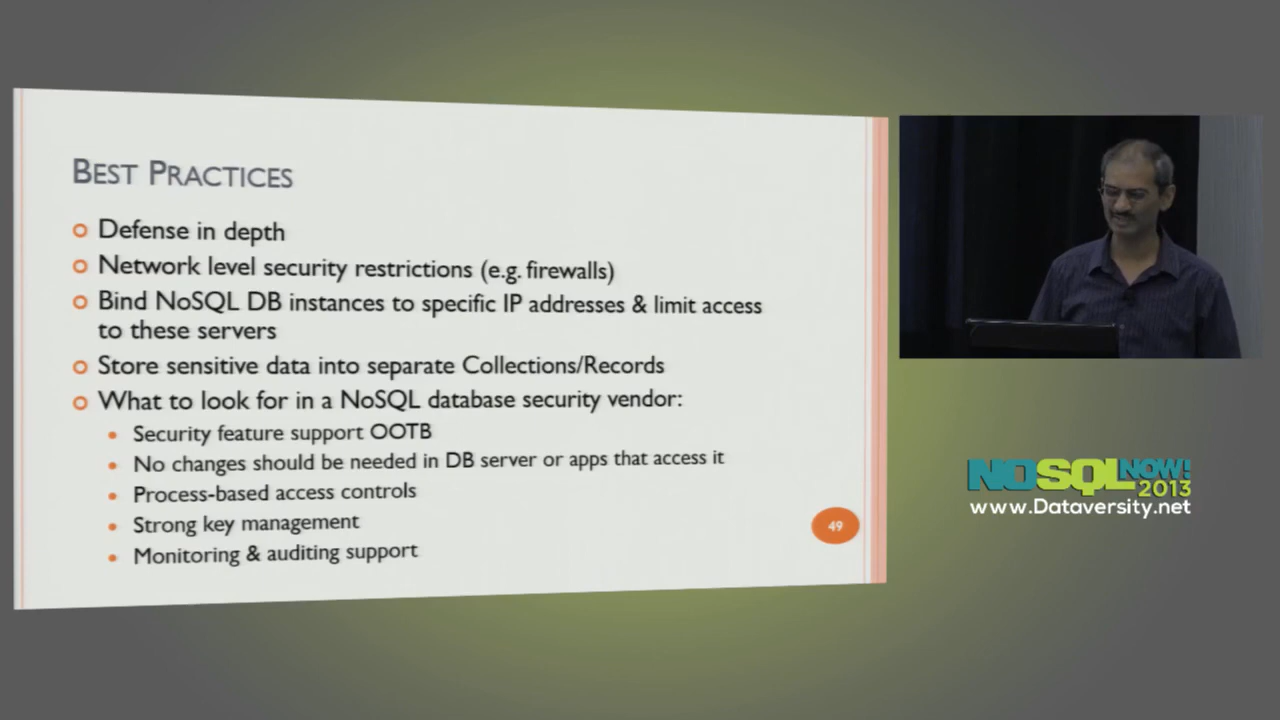 BEST PRACTICES
Defense in depth
Network level security restrictions (e.g. firewalls)
Bind NoSQL DB instances to specific IP addresses & limit access
to these servers
Store sensitive data into separate Collections/Records
What to look for in a NoSQL database security vendor:
Security feature support OOTB
No changes should be needed in DB server or apps that access it
Process-based access controls
Strong key management
Monitoring & auditing support
49
NOSQLNOW!
2013
www.Dataversity.net